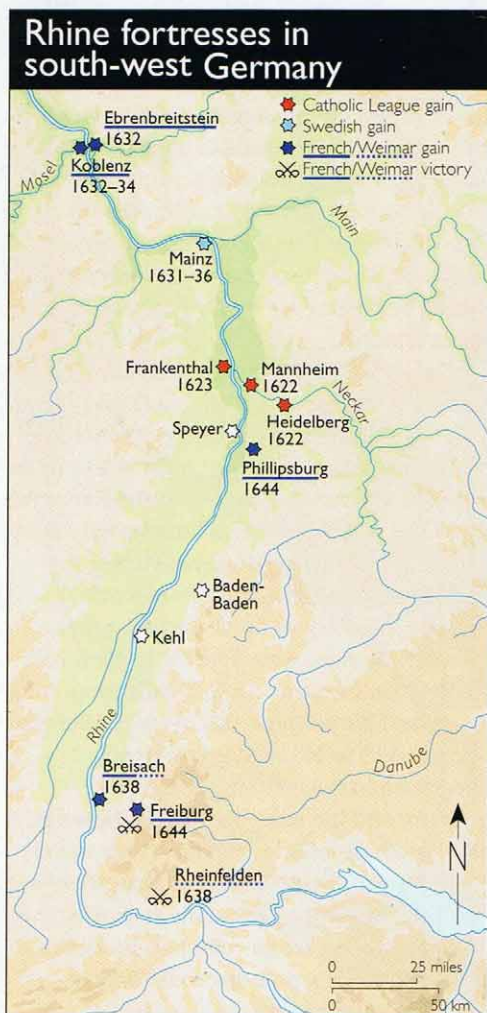 Rhine fortresses in
south-west Germany
Catholic League gain
Swedish gain
French/Weimar gain
French/Weimar victory
Ebrenbreitstein
1632
Koblenz
1632–34
Mosel
Main
Mainz
1631–36
Frankenthal
1623
Mannheim
1622
Neckar
Heidelberg
1622
Speyer
Phillipsburg
1644
Baden-
Baden
Kehl
Rhine
Breisach
1638
Danube
Freiburg
1644
Rheinfelden
1638
N
0 25 miles
0 50 km